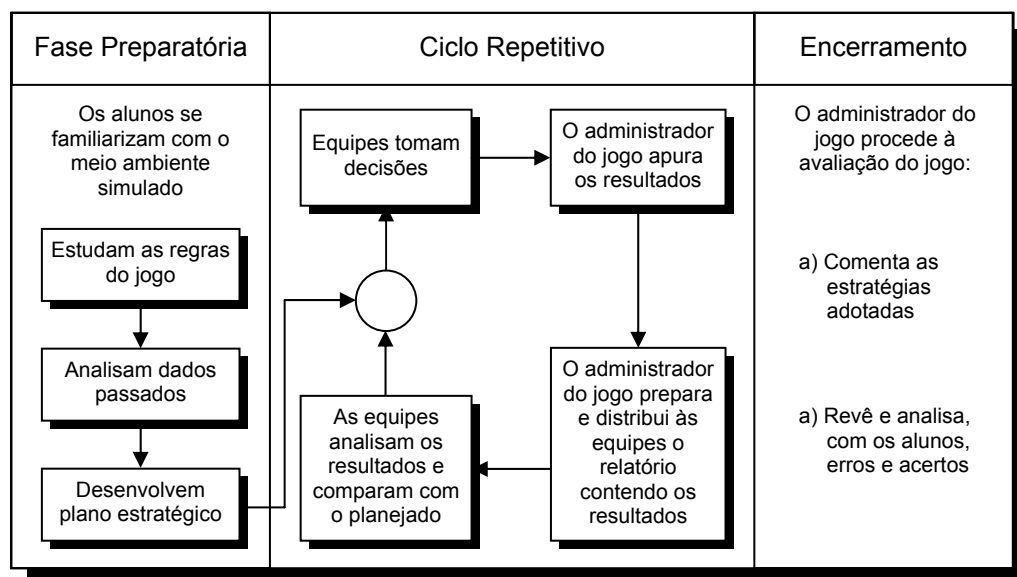 Fase Preparatória
Ciclo Repetitivo
Encerramento
Os alunos se
familiarizam com o
meio ambiente
simulado
Estudam as regras
do jogo
Analisam dados
passados
Desenvolvem
plano estratégico
Equipes tomam
decisões
O administrador
do jogo apura
os resultados
O administrador
do jogo prepara
e distribui às
equipes o
relatório
contendo os
resultados
As equipes
analisam os
resultados e
comparam com
o planejado
O administrador do
jogo procede à
avaliação do jogo:
a) Comenta as
estratégias
adotadas
a) Revê e analisa,
com os alunos,
erros e acertos